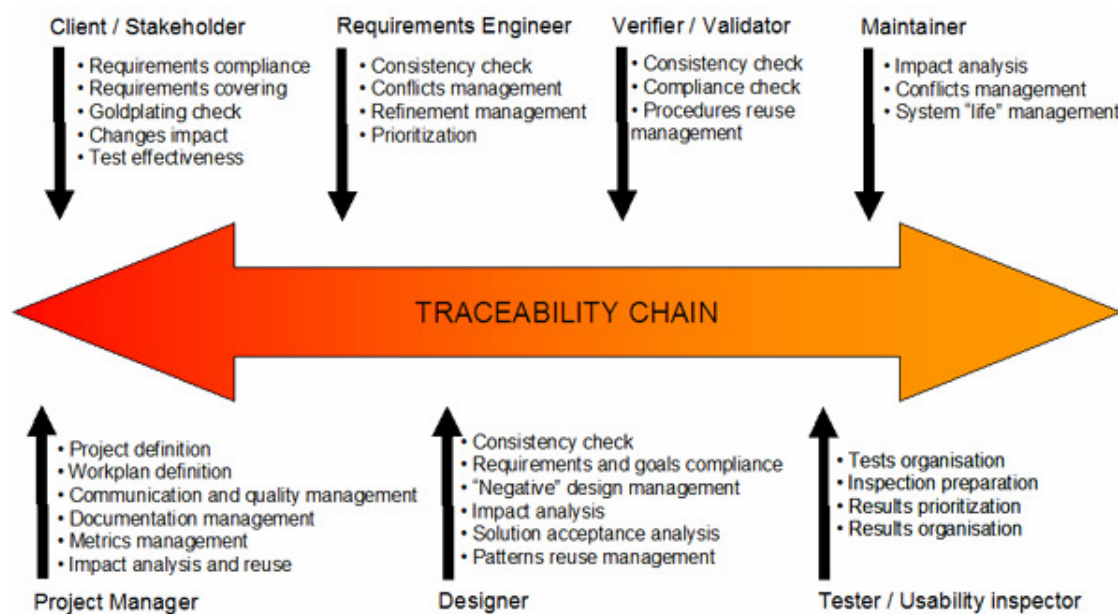 Client / Stakeholder
• Requirements compliance
• Requirements covering
• Goldplating check
• Changes impact
• Test effectiveness
Requirements Engineer
• Consistency check
• Conflicts management
• Refinement management
• Prioritization
Verifier / Validator
• Consistency check
• Compliance check
• Procedures reuse
management
Maintainer
• Impact analysis
• Conflicts management
• System "life" management
TRACEABILITY CHAIN
• Project definition
• Workplan definition
• Communication and quality management
• Documentation management
• Metrics management
• Impact analysis and reuse
Project Manager
• Consistency check
• Requirements and goals compliance
• "Negative" design management
• Impact analysis
• Solution acceptance analysis
• Patterns reuse management
Designer
• Tests organisation
• Inspection preparation
• Results prioritization
• Results organisation
Tester / Usability inspector